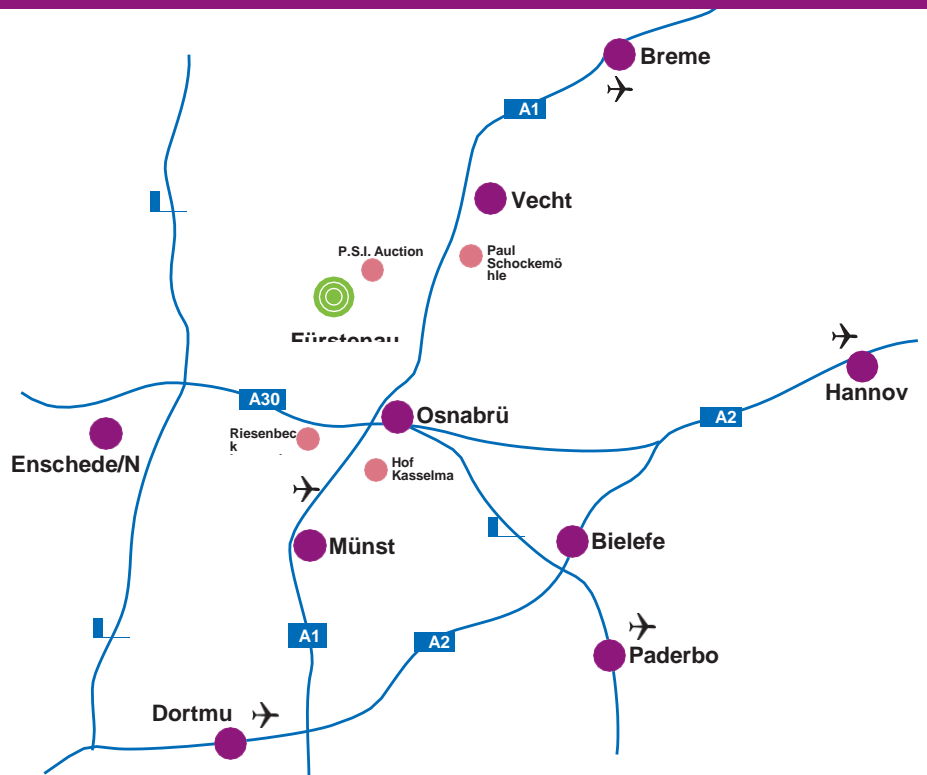 Breme
A1
Vecht
P.S.I. Auction
Paul
Schockemö
hle
Fürstenau
Hannov
A30
Osnabrü
A2
Riesenbec
k
Enschede/N
Hof
Kasselma
Münst
Bielefe
A1
A2
Paderbo
Dortmu